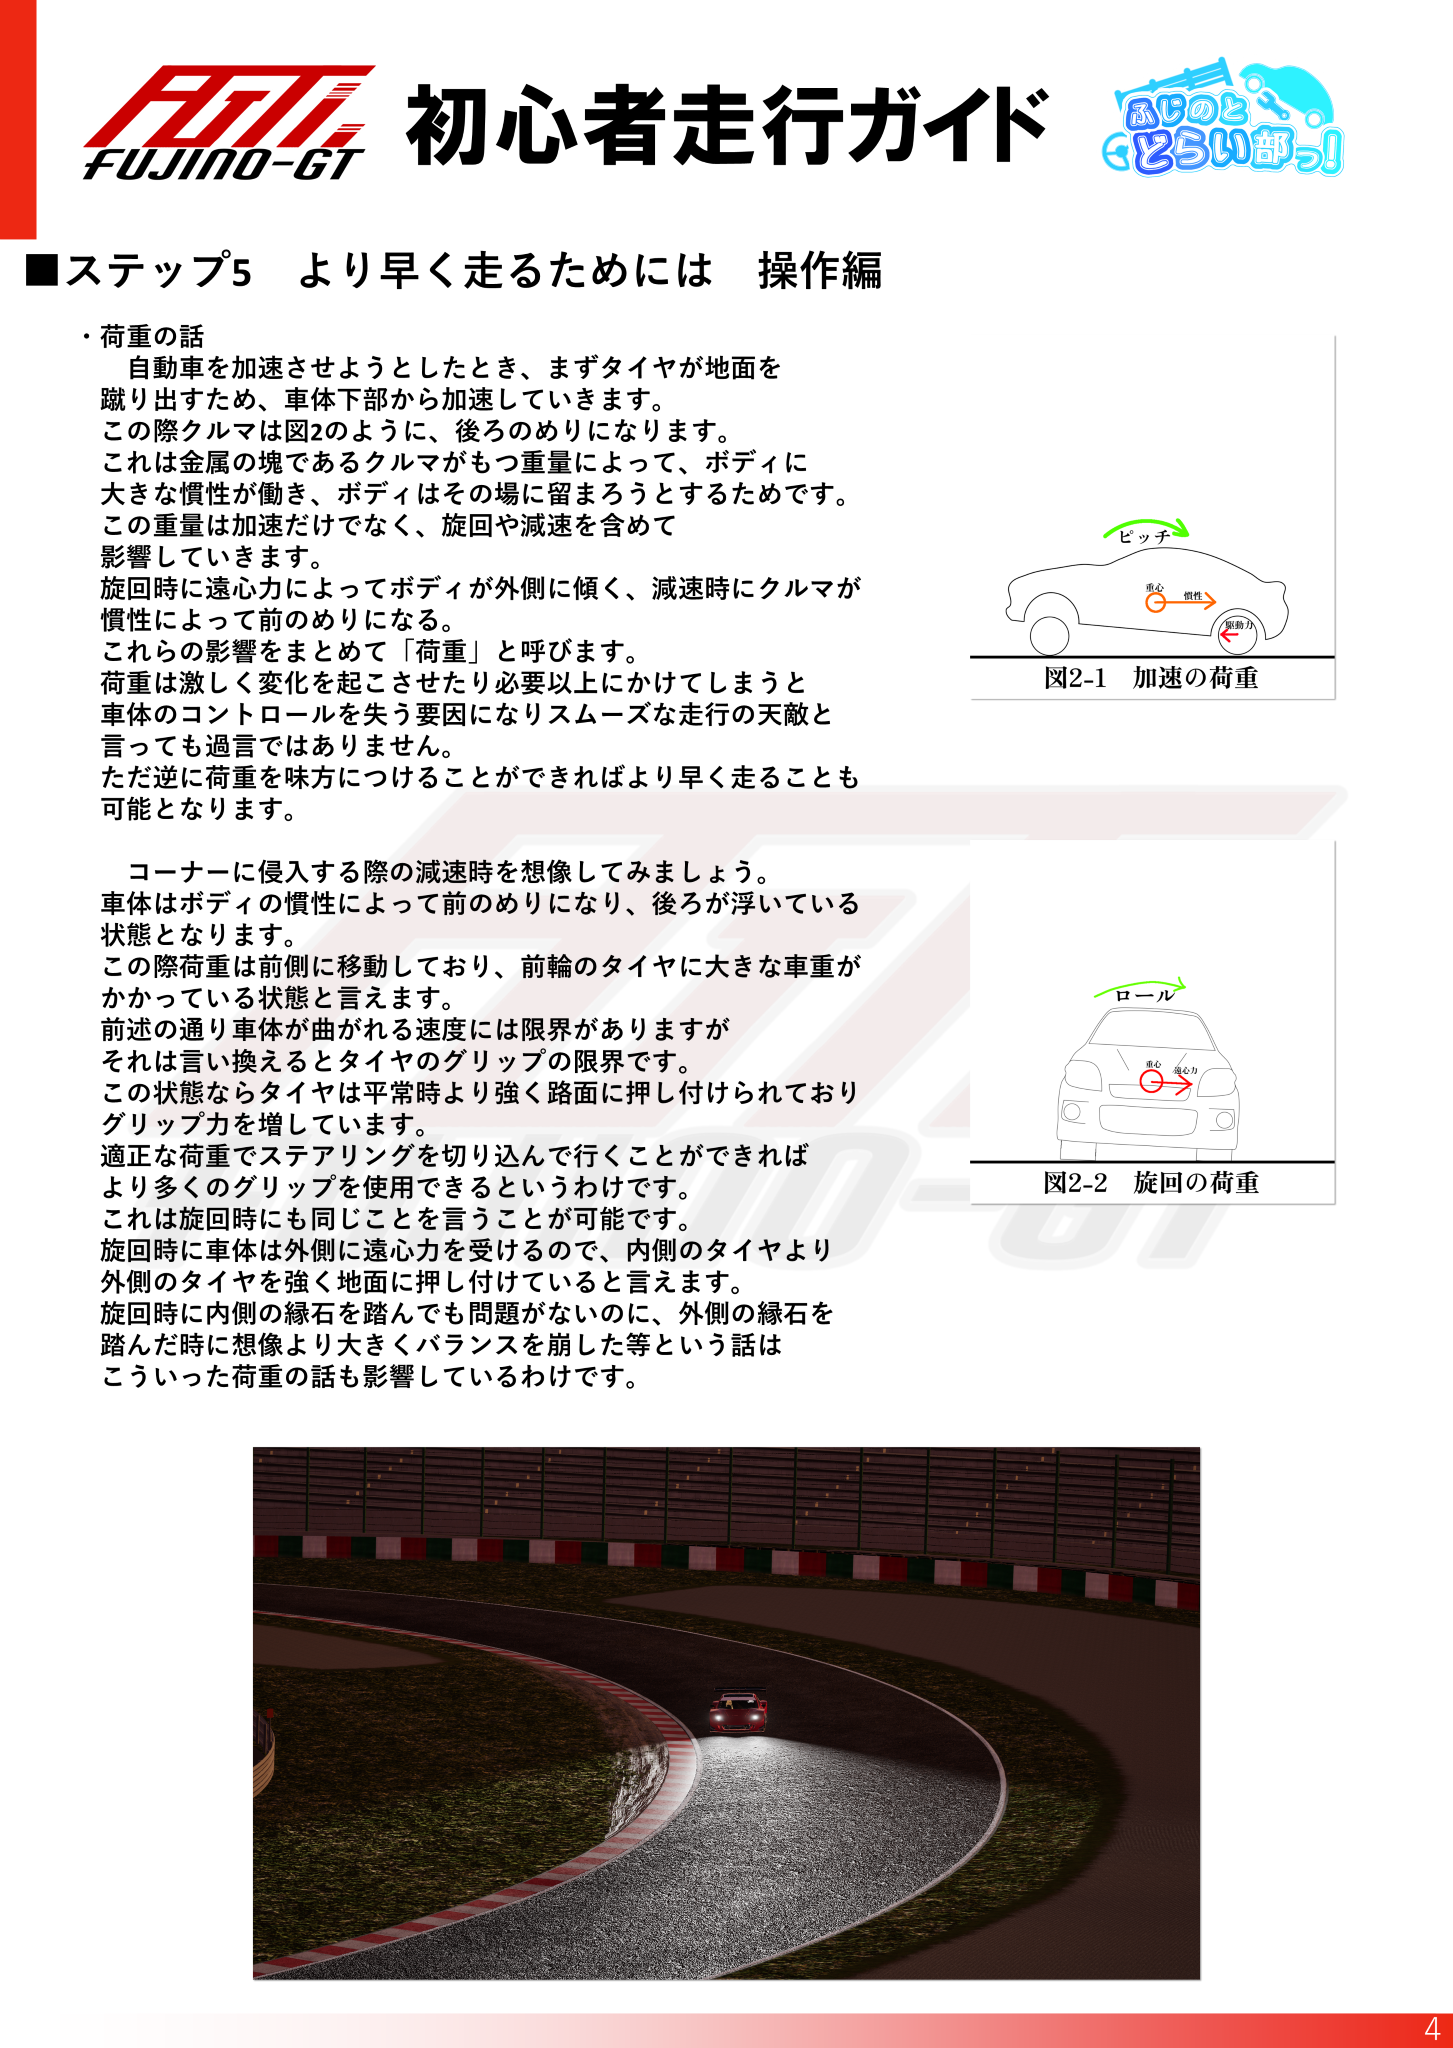 FUJINO-GT
初心者走行ガイド
ふじのと
どらい部っ!
■ステップ5　より早く走るためには　操作編
・荷重の話
　自動車を加速させようとしたとき、まずタイヤが地面を
蹴り出すため、車体下部から加速していきます。
この際クルマは図2のように、後ろのめりになります。
これは金属の塊であるクルマがもつ重量によって、ボディに
大きな慣性が働き、ボディはその場に留まろうとするためです。
この重量は加速だけでなく、旋回や減速を含めて
影響していきます。
旋回時に遠心力によってボディが外側に傾く、減速時にクルマが
慣性によって前のめりになる。
これらの影響をまとめて「荷重」と呼びます。
荷重は激しく変化を起こさせたり必要以上にかけてしまうと
車体のコントロールを失う要因になりスムーズな走行の天敵と
言っても過言ではありません。
ただ逆に荷重を味方につけることができればより早く走ることも
可能となります。
　コーナーに侵入する際の減速時を想像してみましょう。
車体はボディの慣性によって前のめりになり、後ろが浮いている
状態となります。
この際荷重は前側に移動しており、前輪のタイヤに大きな車重が
かかっている状態と言えます。
前述の通り車体が曲がれる速度には限界がありますが
それは言い換えるとタイヤのグリップの限界です。
この状態ならタイヤは平常時より強く路面に押し付けられており
グリップ力を増しています。
適正な荷重でステアリングを切り込んで行くことができれば
より多くのグリップを使用できるというわけです。
これは旋回時にも同じことを言うことが可能です。
旋回時に車体は外側に遠心力を受けるので、内側のタイヤより
外側のタイヤを強く地面に押し付けていると言えます。
旋回時に内側の縁石を踏んでも問題がないのに、外側の縁石を
踏んだ時に想像より大きくバランスを崩した等という話は
こういった荷重の話も影響しているわけです。
ピッチ
重心
慣性
駆動力
図2-1　加速の荷重
ロール
重心
遠心力
図2-2　旋回の荷重
4